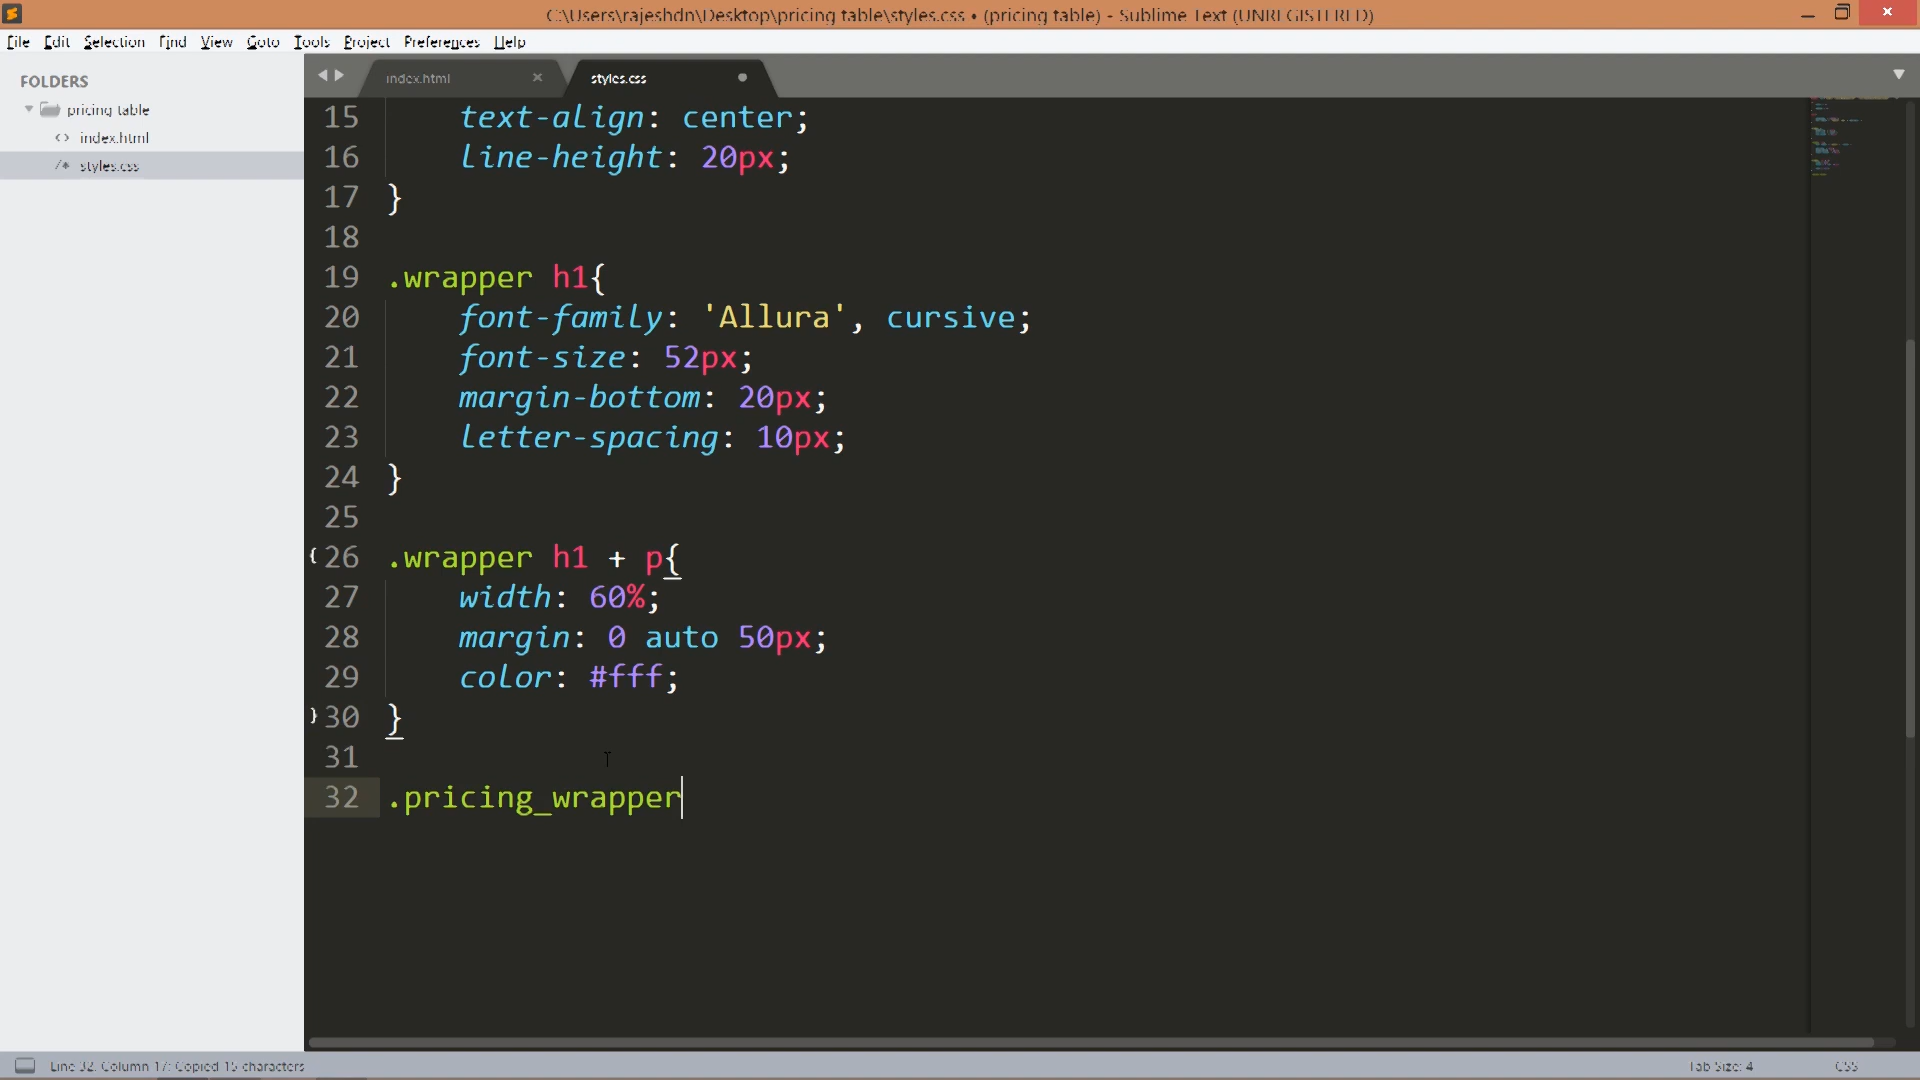 C:\Users\rajeshdn\Desktop\pricing table\styles.css • (pricing table) - Sublime Text (UNREGISTERED)
File Edit Selection Find View Goto Tools Project Preferences Help
FOLDERS
pricing table
<> index.html
/* styles.css
index.html
styles.css
15 text-align: center;
16 line-height: 20px;
17 }
18
19 .wrapper h1{
20 font-family: 'Allura', cursive;
21 font-size: 52px;
22 margin-bottom: 20px;
23 letter-spacing: 10px;
24 }
25
26 .wrapper h1 + p{
27 width: 60%;
28 margin: 0 auto 50px;
29 color: #fff;
30 }
31
32 .pricing_wrapper
Line 32, Column 17; Copied 15 characters
Tab Size: 4
CSS